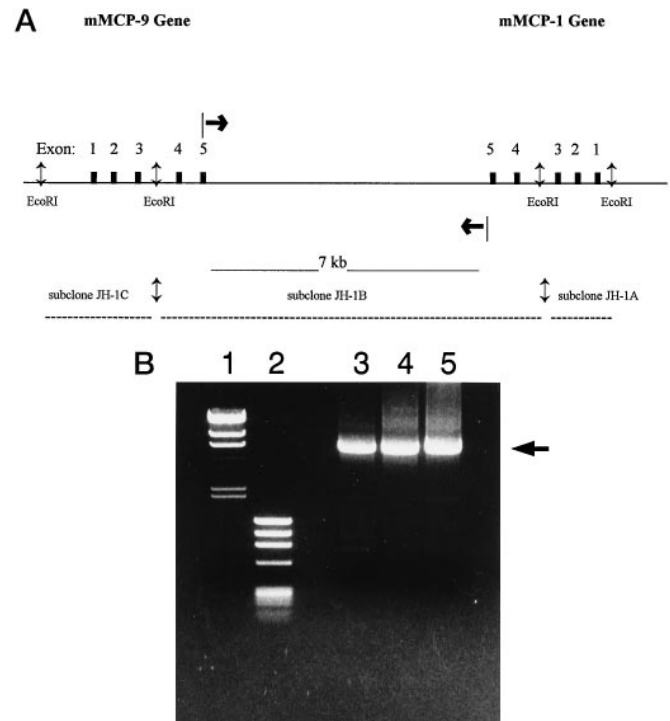 A
mMCP-9 Gene mMCP-1 Gene
Exon: 1 2 3 4 5 5 4 3 2 1
EcoRI EcoRI EcoRI EcoRI
7 kb
subclone JH-1C subclone JH-1B subclone JH-1A
B 1 2 3 4 5